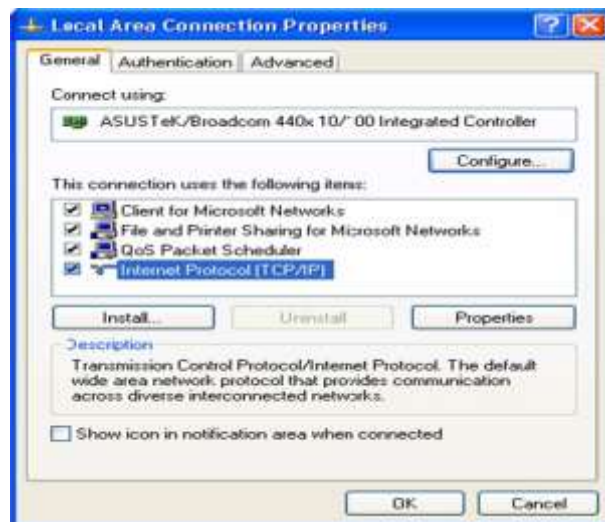 Local Area Connection Properties
General Authentication Advanced
Connect using:
ASUSTeK/Broadcom 440x 10/100 Integrated Controller
Configure...
This connection uses the following items:
Client for Microsoft Networks
File and Printer Sharing for Microsoft Networks
QoS Packet Scheduler
Internet Protocol (TCP/IP)
Install... Uninstall Properties
Description
Transmission Control Protocol/Internet Protocol. The default
wide area network protocol that provides communication
across diverse interconnected networks.
Show icon in notification area when connected
OK Cancel